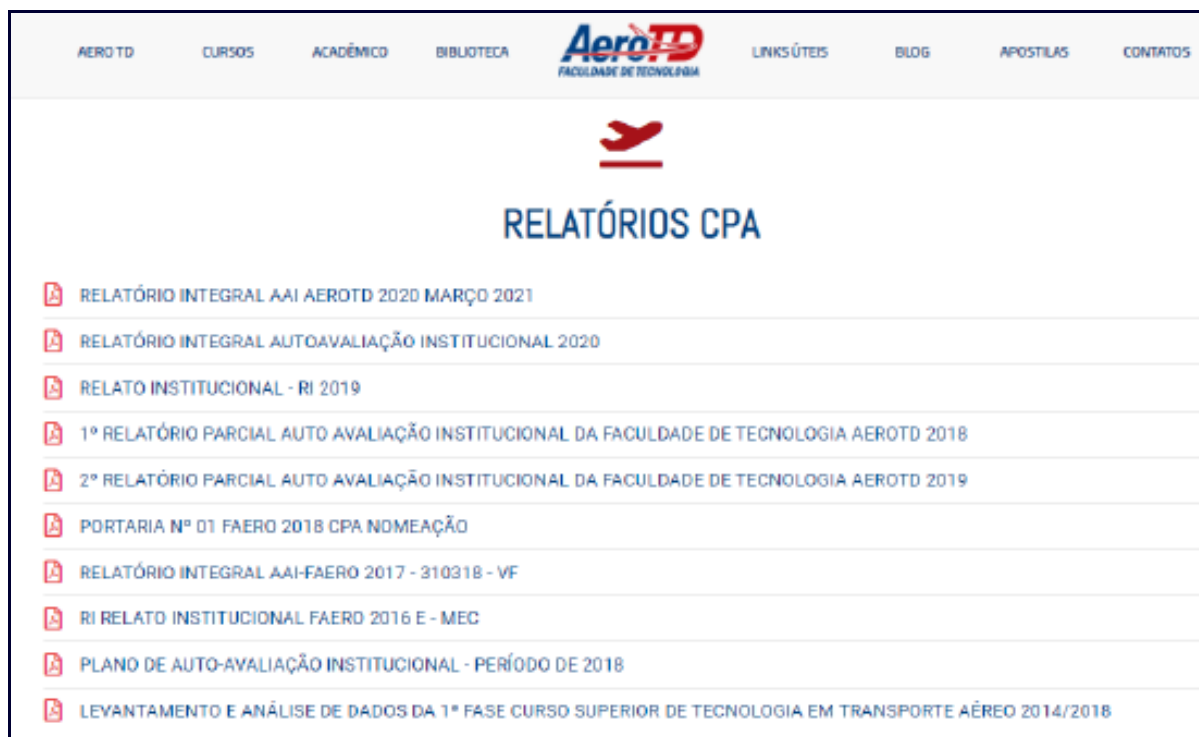 AERO TD CURSOS ACADÊMICO BIBLIOTECA AeroTD LINKS ÚTEIS BLOG APOSTILAS CONTATOS
FACULDADE DE TECNOLOGIA
RELATÓRIOS CPA
RELATÓRIO INTEGRAL AAI AEROTD 2020 MARÇO 2021
RELATÓRIO INTEGRAL AUTOAVALIAÇÃO INSTITUCIONAL 2020
RELATO INSTITUCIONAL - RI 2019
1º RELATÓRIO PARCIAL AUTO AVALIAÇÃO INSTITUCIONAL DA FACULDADE DE TECNOLOGIA AEROTD 2018
2º RELATÓRIO PARCIAL AUTO AVALIAÇÃO INSTITUCIONAL DA FACULDADE DE TECNOLOGIA AEROTD 2019
PORTARIA Nº 01 FAERO 2018 CPA NOMEAÇÃO
RELATÓRIO INTEGRAL AAI-FAERO 2017 - 310318 - VF
RI RELATO INSTITUCIONAL FAERO 2016 E - MEC
PLANO DE AUTO-AVALIAÇÃO INSTITUCIONAL - PERÍODO DE 2018
LEVANTAMENTO E ANÁLISE DE DADOS DA 1ª FASE CURSO SUPERIOR DE TECNOLOGIA EM TRANSPORTE AÉREO 2014/2018